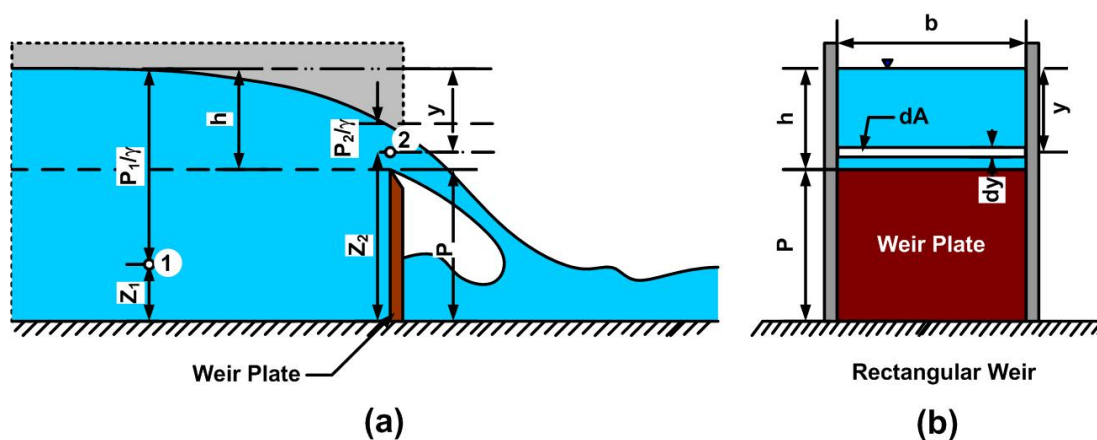 h
P₁/γ
1
Z₁
P₂/γ
y
2
Z₂
P
Weir Plate
(a)
b
h
dA
y
dy
P
Weir Plate
Rectangular Weir
(b)